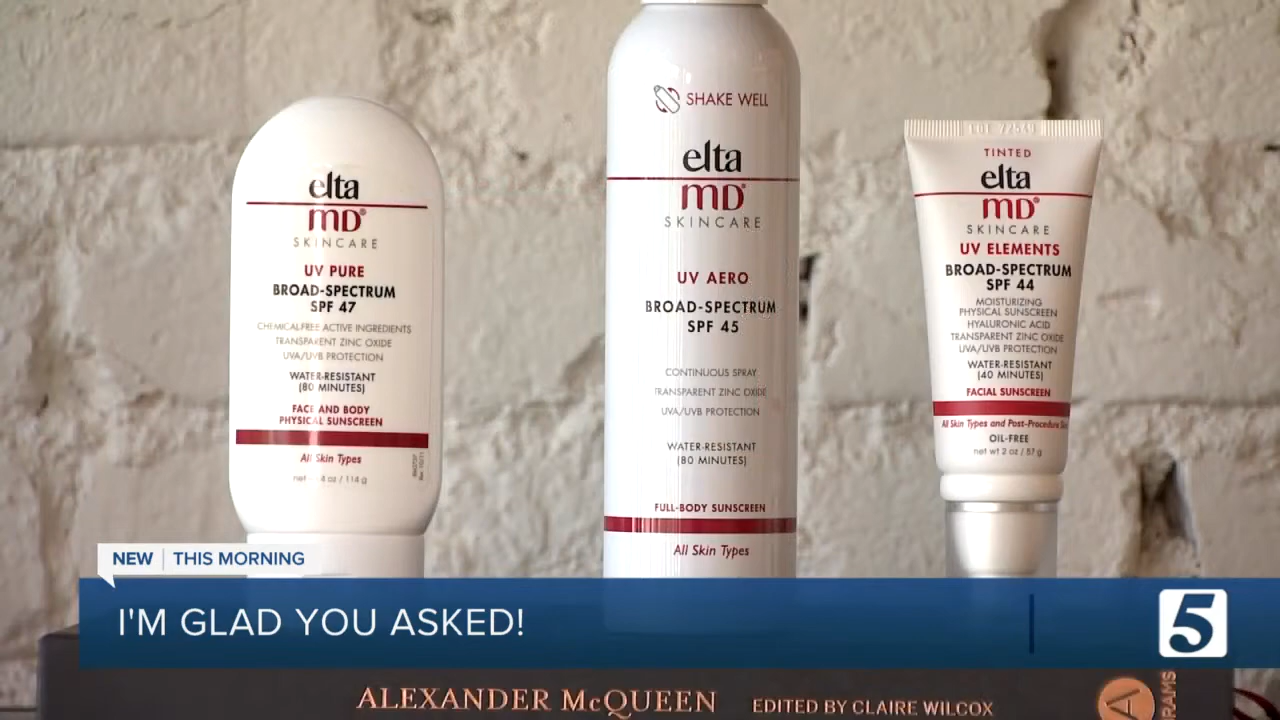 elta
MD®
SKINCARE
UV PURE
BROAD-SPECTRUM
SPF 47
CHEMICAL-FREE ACTIVE INGREDIENTS
TRANSPARENT ZINC OXIDE
UVA/UVB PROTECTION
WATER-RESISTANT
(80 MINUTES)
FACE AND BODY
PHYSICAL SUNSCREEN
All Skin Types
4 oz / 114 g
SHAKE WELL
elta
MD®
SKINCARE
UV AERO
BROAD-SPECTRUM
SPF 45
CONTINUOUS SPRAY
TRANSPARENT ZINC OXIDE
UVA/UVB PROTECTION
WATER-RESISTANT
(80 MINUTES)
FULL-BODY SUNSCREEN
All Skin Types
TINTED
elta
MD®
SKINCARE
UV ELEMENTS
BROAD-SPECTRUM
SPF 44
MOISTURIZING
PHYSICAL SUNSCREEN
HYALURONIC ACID
TRANSPARENT ZINC OXIDE
UVA/UVB PROTECTION
WATER-RESISTANT
(40 MINUTES)
FACIAL SUNSCREEN
All Skin Types and Post-Procedure
OIL-FREE
net wt 2 oz / 57 g
NEW | THIS MORNING
I'M GLAD YOU ASKED!
5
ALEXANDER McQUEEN
EDITED BY CLAIRE WILCOX
A
RAMS